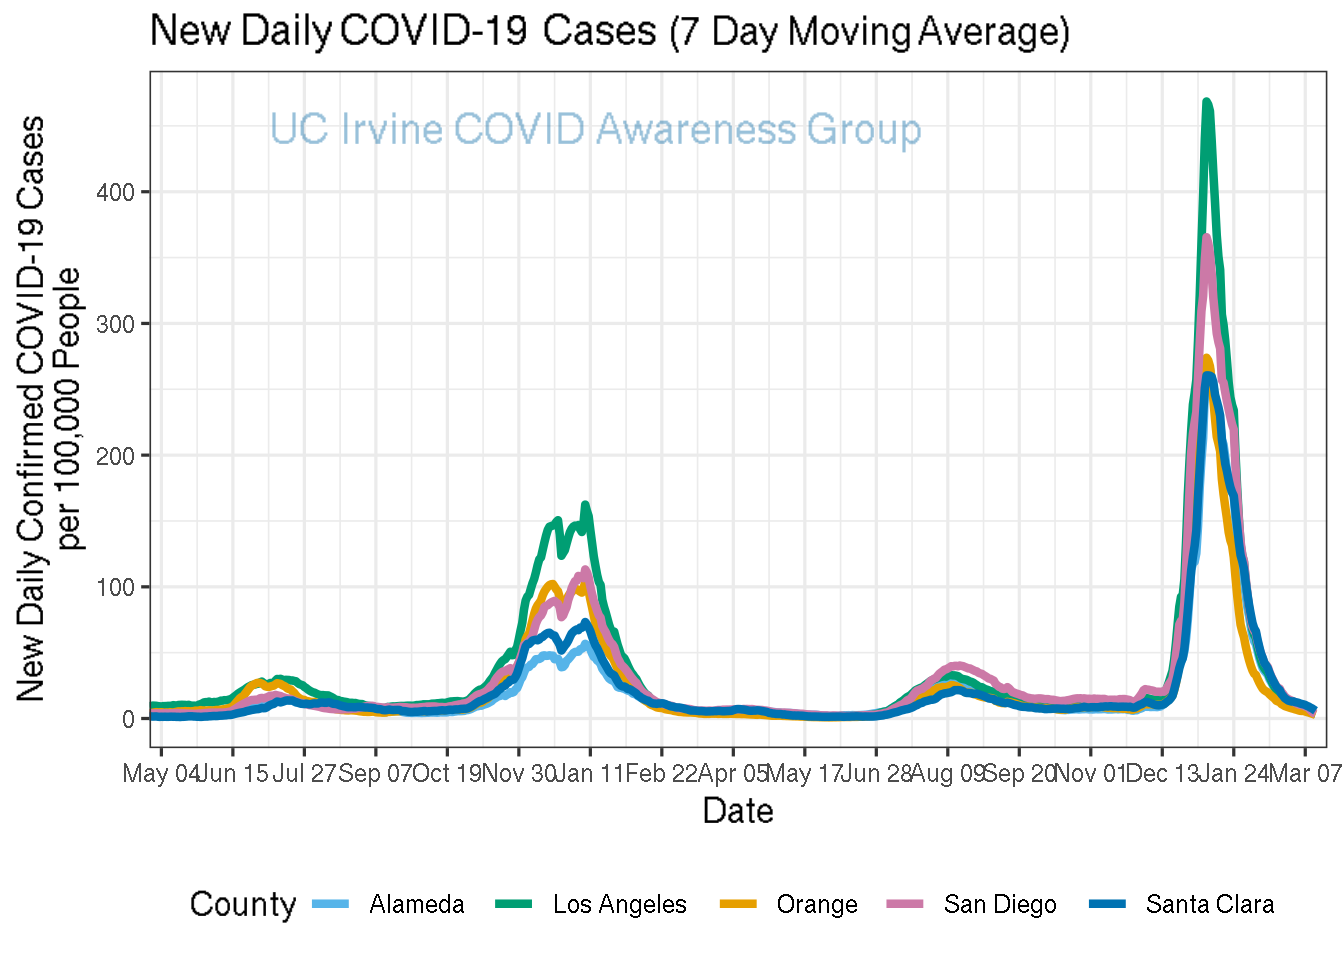 New Daily COVID-19 Cases (7 Day Moving Average)
UC Irvine COVID Awareness Group
New Daily Confirmed COVID-19 Cases
per 100,000 People
400
300
200
100
0
May 04 Jun 15 Jul 27 Sep 07 Oct 19 Nov 30 Jan 11 Feb 22 Apr 05 May 17 Jun 28 Aug 09 Sep 20 Nov 01 Dec 13 Jan 24 Mar 07
Date
County Alameda Los Angeles Orange San Diego Santa Clara